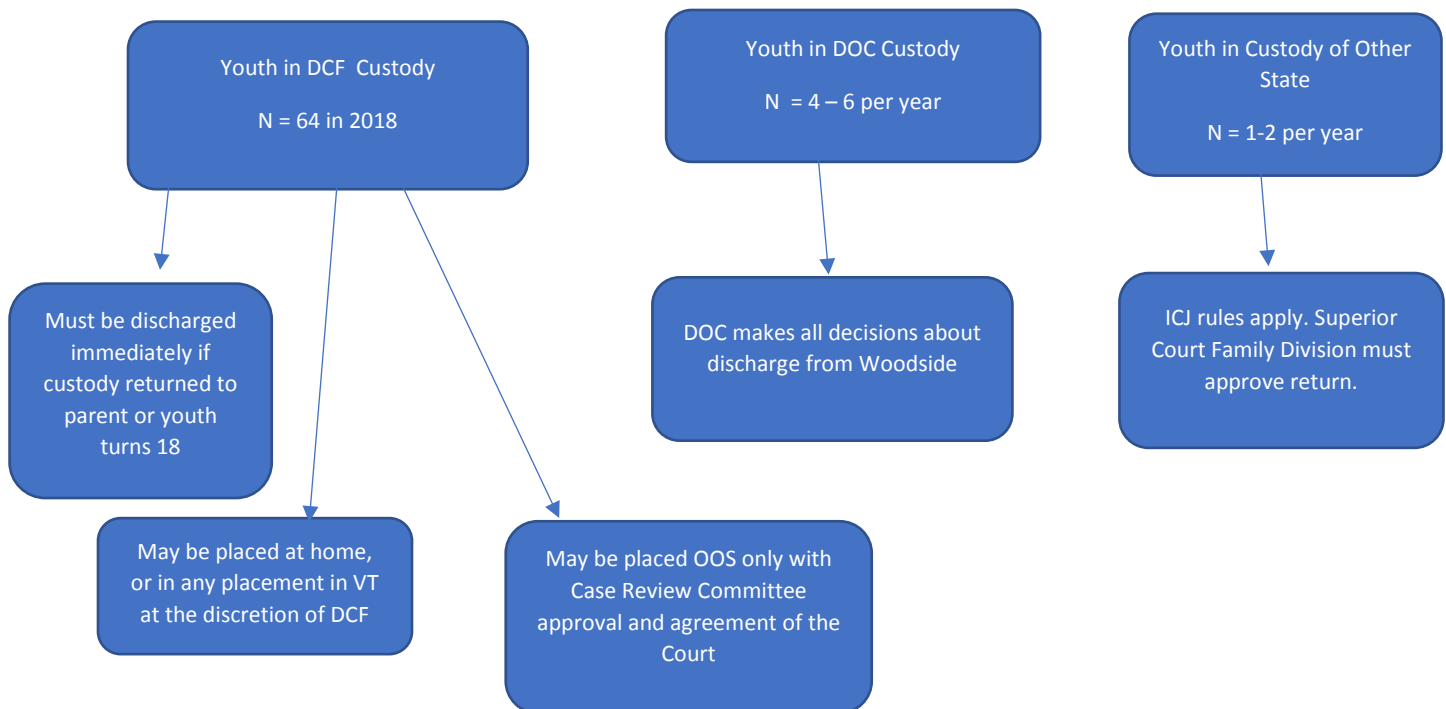 Youth in DCF  Custody
N = 64 in 2018
Youth in DOC Custody
N  = 4 – 6 per year
Youth in Custody of Other
State
N = 1-2 per year
Must be discharged
immediately if
custody returned to
parent or youth
turns 18
DOC makes all decisions about
discharge from Woodside
ICJ rules apply. Superior
Court Family Division must
approve return.
May be placed at home,
or in any placement in VT
at the discretion of DCF
May be placed OOS only with
Case Review Committee
approval and agreement of the
Court